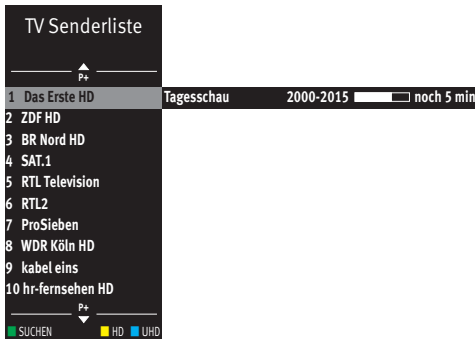 TV Senderliste
P+
1 Das Erste HD Tagesschau 2000-2015 noch 5 min
2 ZDF HD
3 BR Nord HD
4 SAT.1
5 RTL Television
6 RTL2
7 ProSieben
8 WDR Köln HD
9 kabel eins
10 hr-fernsehen HD
P+
SUCHEN HD UHD